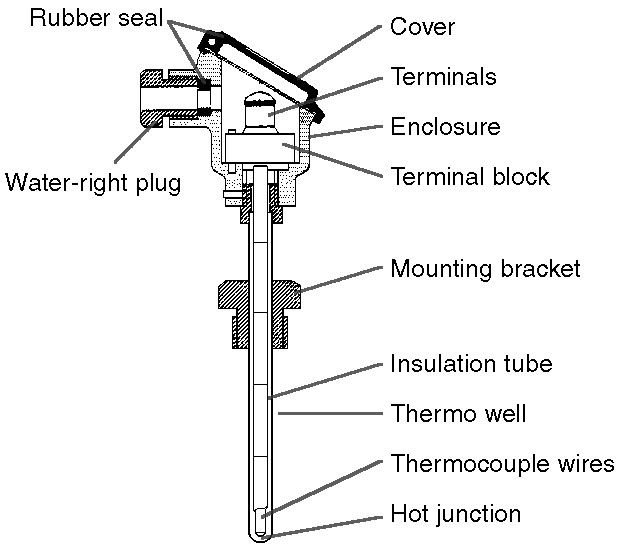 Rubber seal
Cover
Terminals
Enclosure
Water-right plug
Terminal block
Mounting bracket
Insulation tube
Thermo well
Thermocouple wires
Hot junction